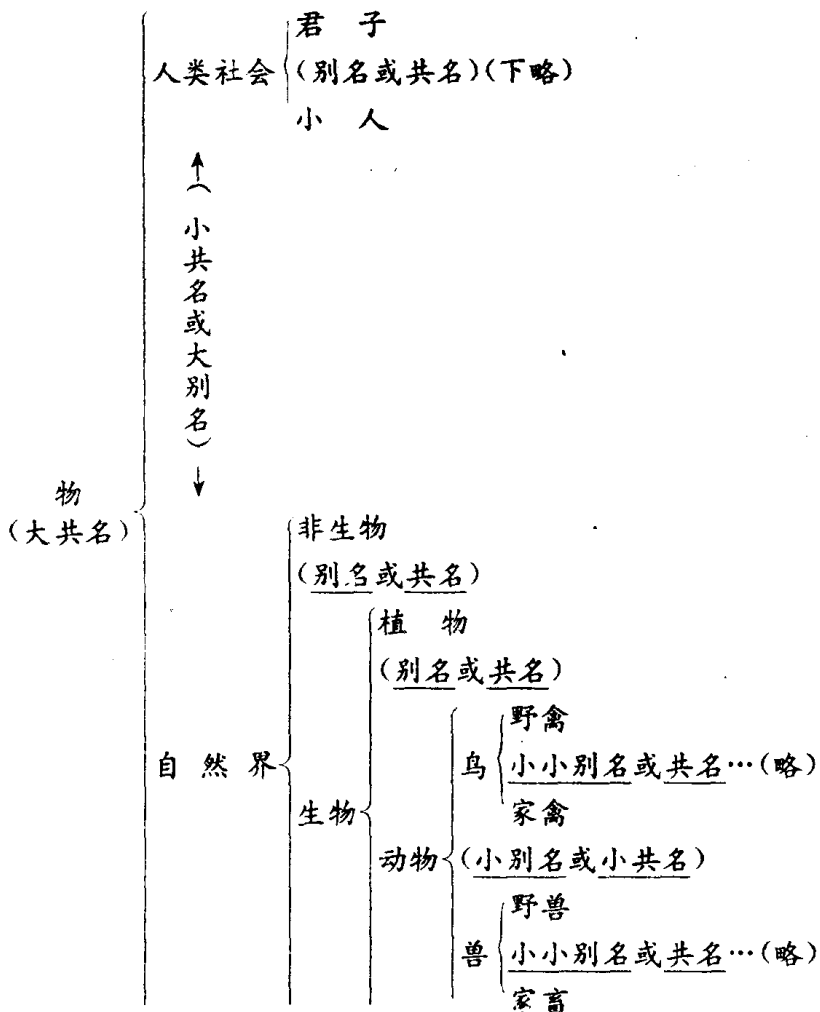 君 子
人类社会 (别名或共名)(下略)
小 人
(小共名或大别名)
物
(大共名)
非生物
(别名或共名)
植 物
(别名或共名)
野禽
鸟 小小别名或共名…(略)
自然界
家禽
生物
动物 (小别名或小共名)
野兽
兽 小小别名或共名…(略)
家畜